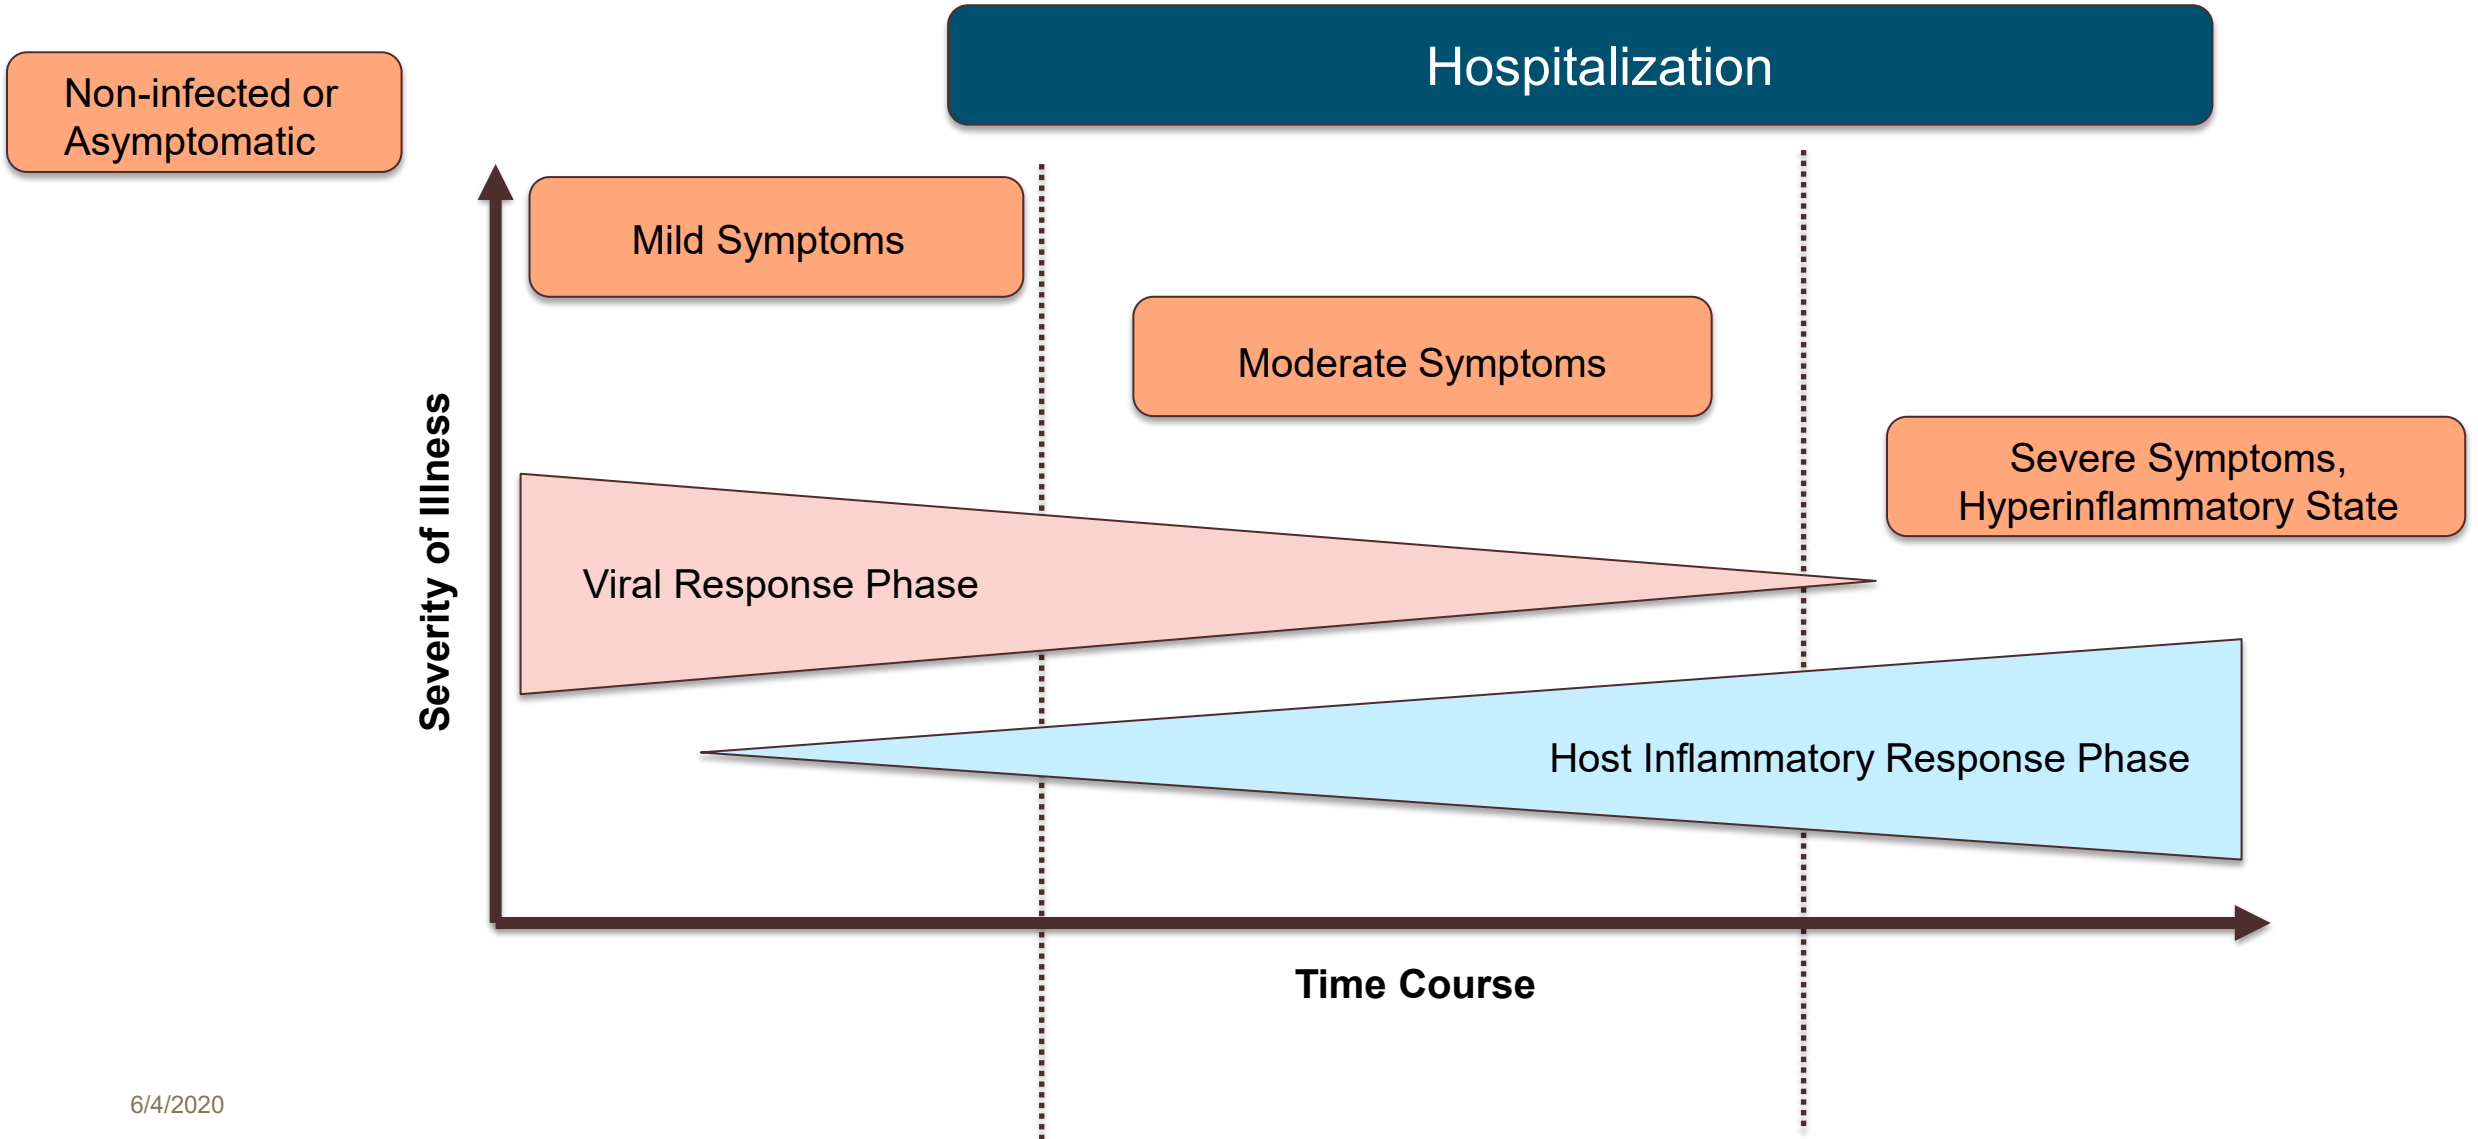 Hospitalization
Non-infected or
Asymptomatic
Mild Symptoms
Moderate Symptoms
Severe Symptoms,
Hyperinflammatory State
Severity of Illness
Viral Response Phase
Host Inflammatory Response Phase
Time Course
6/4/2020